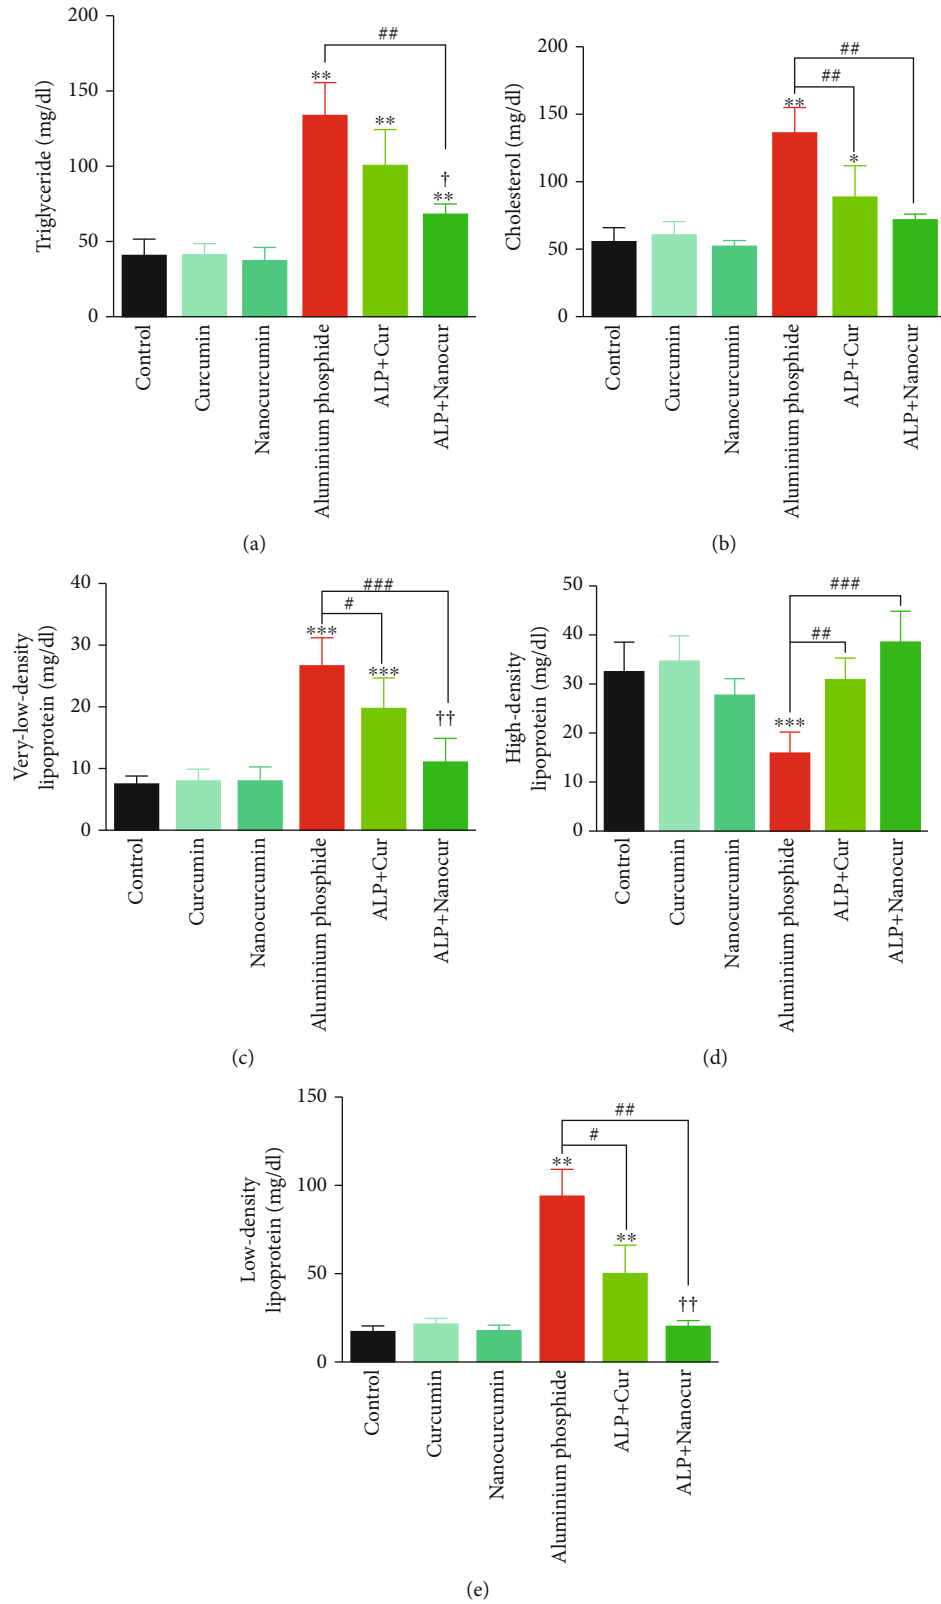 200
150
100
50
0
Triglyceride (mg/dl)
##
**
**
†
**
Control
Curcumin
Nanocurcumin
Aluminium phosphide
ALP+Cur
ALP+Nanocur
(a)
200
150
100
50
0
Cholesterol (mg/dl)
##
##
**
*
Control
Curcumin
Nanocurcumin
Aluminium phosphide
ALP+Cur
ALP+Nanocur
(b)
40
30
20
10
0
Very-low-density
lipoprotein (mg/dl)
###
#
***
***
††
Control
Curcumin
Nanocurcumin
Aluminium phosphide
ALP+Cur
ALP+Nanocur
(c)
50
40
30
20
10
0
High-density
lipoprotein (mg/dl)
###
##
***
Control
Curcumin
Nanocurcumin
Aluminium phosphide
ALP+Cur
ALP+Nanocur
(d)
150
100
50
0
Low-density
lipoprotein (mg/dl)
##
#
**
**
††
Control
Curcumin
Nanocurcumin
Aluminium phosphide
ALP+Cur
ALP+Nanocur
(e)